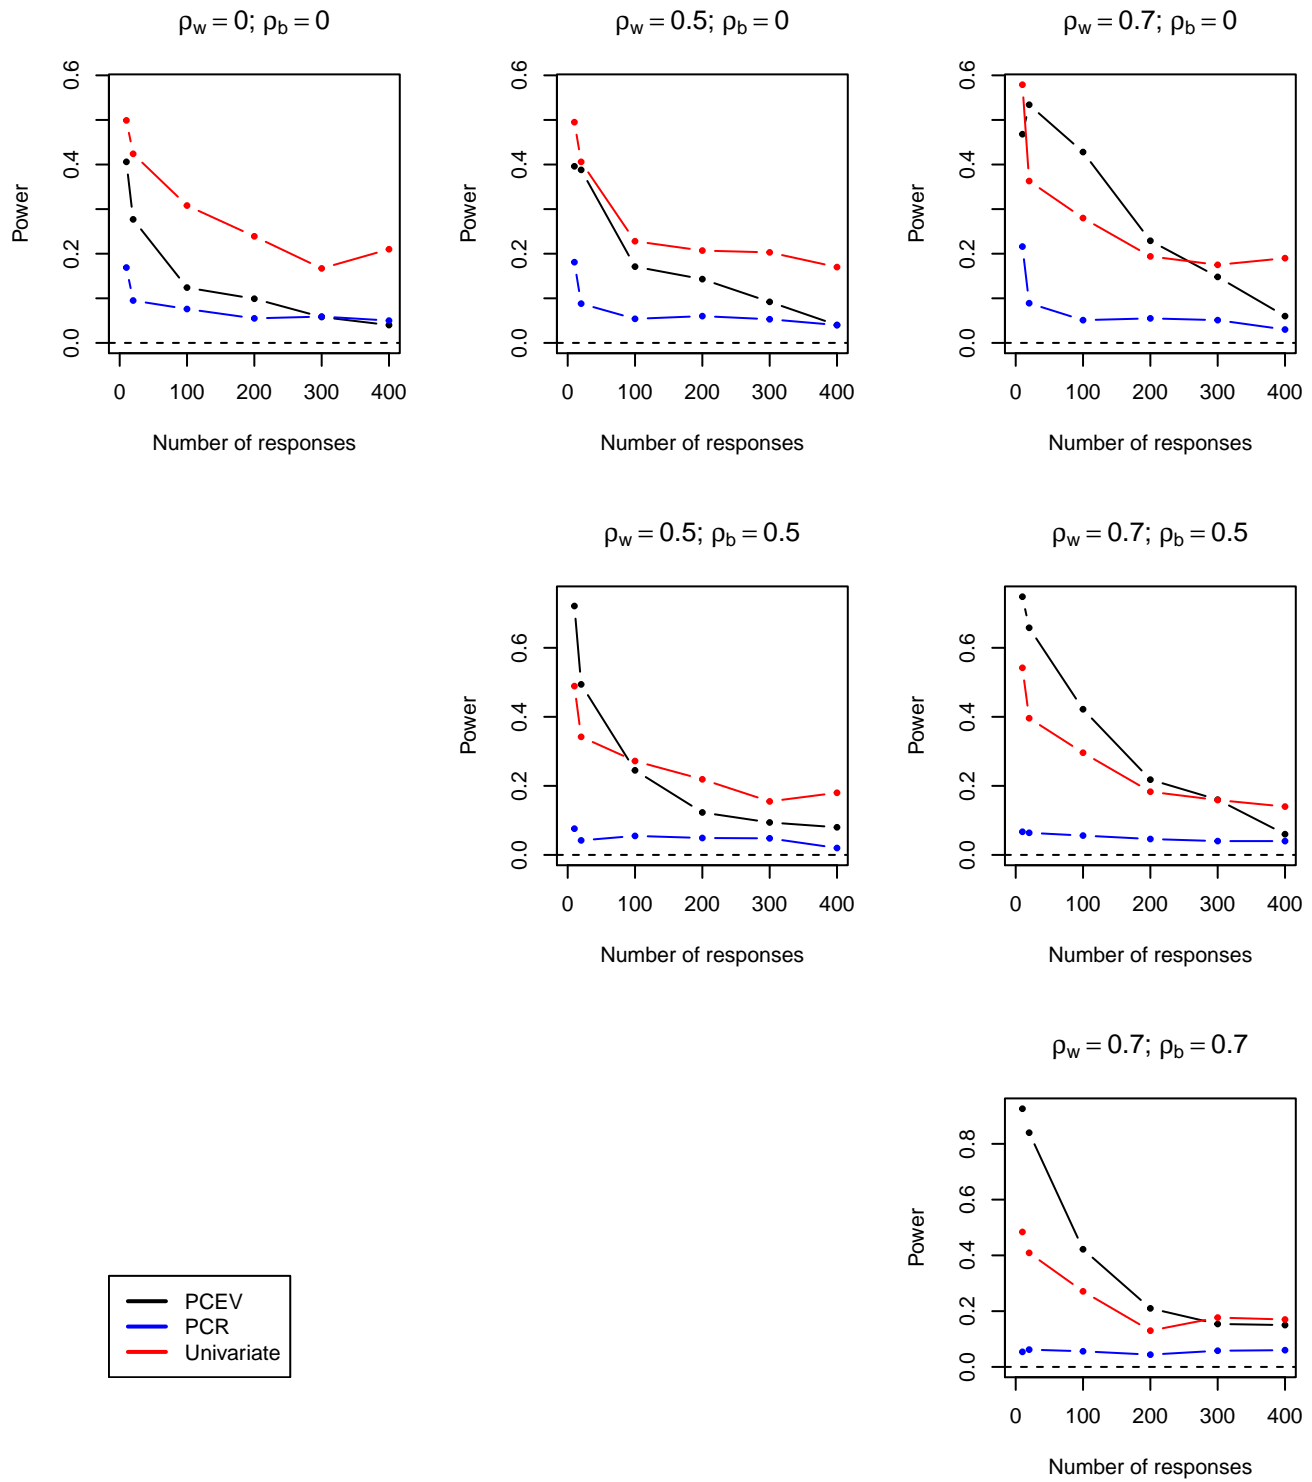 ρw = 0; ρb = 0
0.6
0.4
0.2
0.0
Power
0 100 200 300 400
Number of responses
ρw = 0.5; ρb = 0
0.6
0.4
0.2
0.0
Power
0 100 200 300 400
Number of responses
ρw = 0.7; ρb = 0
0.6
0.4
0.2
0.0
Power
0 100 200 300 400
Number of responses
ρw = 0.5; ρb = 0.5
0.6
0.4
0.2
0.0
Power
0 100 200 300 400
Number of responses
ρw = 0.7; ρb = 0.5
0.6
0.4
0.2
0.0
Power
0 100 200 300 400
Number of responses
ρw = 0.7; ρb = 0.7
0.8
0.6
0.4
0.2
0.0
Power
0 100 200 300 400
Number of responses
PCEV
PCR
Univariate